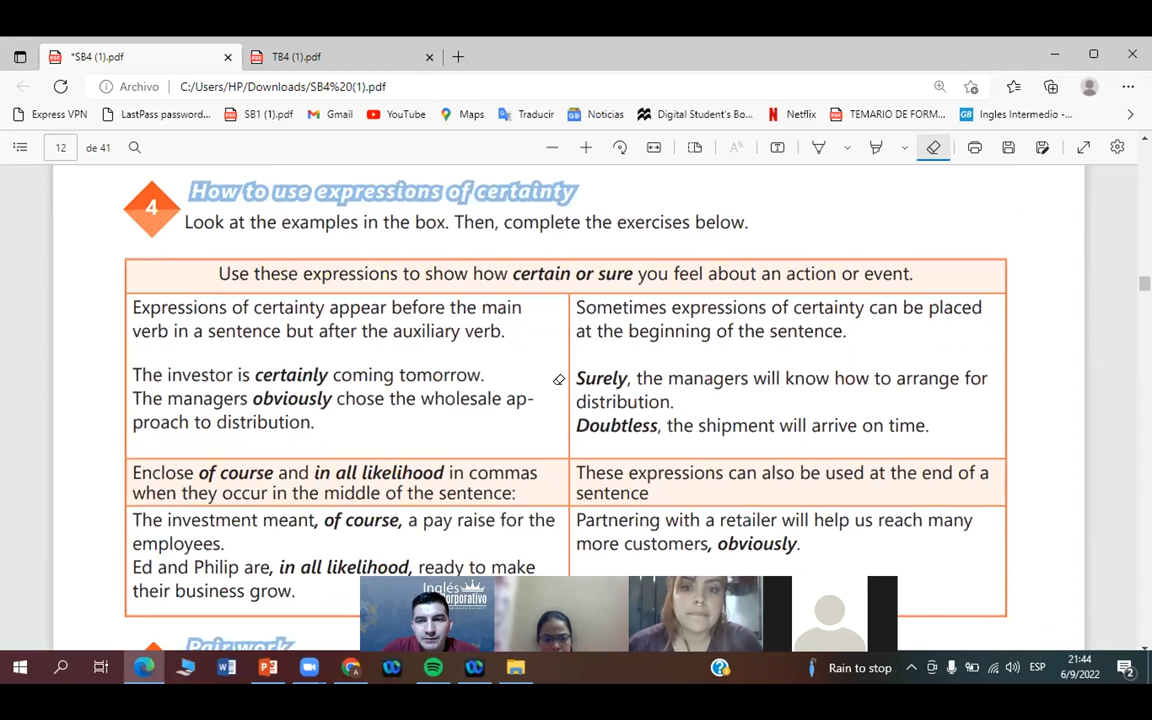 *SB4 (1).pdf
TB4 (1).pdf
Archivo
C:/Users/HP/Downloads/SB4%20(1).pdf
Express VPN
LastPass password...
SB1 (1).pdf
Gmail
YouTube
Maps
Traducir
Noticias
Digital Student's Bo...
Netflix
TEMARIO DE FORM...
Ingles Intermedio -...
12 de 41
How to use expressions of certainty
4
Look at the examples in the box. Then, complete the exercises below.
Use these expressions to show how certain or sure you feel about an action or event.
Expressions of certainty appear before the main
verb in a sentence but after the auxiliary verb.
The investor is certainly coming tomorrow.
The managers obviously chose the wholesale ap-
proach to distribution.
Sometimes expressions of certainty can be placed
at the beginning of the sentence.
Surely, the managers will know how to arrange for
distribution.
Doubtless, the shipment will arrive on time.
Enclose of course and in all likelihood in commas
when they occur in the middle of the sentence:
These expressions can also be used at the end of a
sentence
The investment meant, of course, a pay raise for the
employees.
Ed and Philip are, in all likelihood, ready to make
their business grow.
Partnering with a retailer will help us reach many
more customers, obviously.
Inglés
Corporativo
Pair work
Rain to stop
ESP
21:44
6/9/2022
2